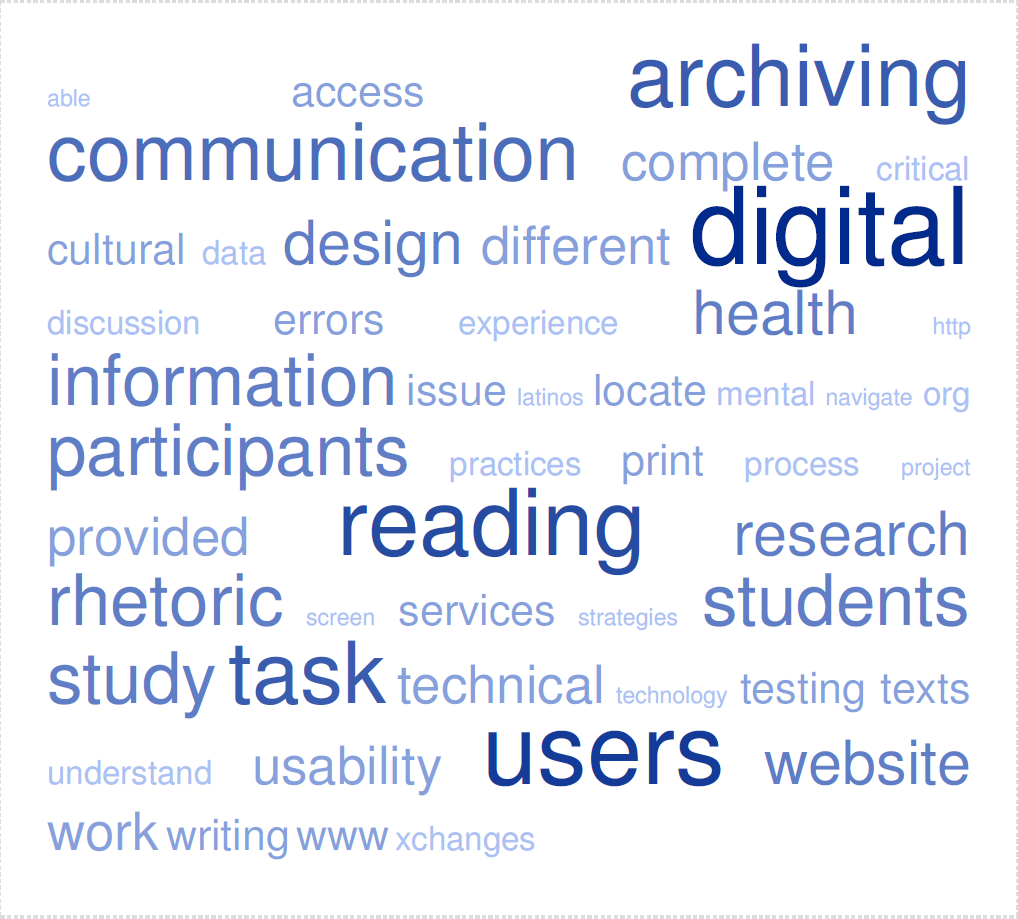 able access archiving
communication complete critical
cultural data design different digital
discussion errors experience health http
information issue latinos locate mental navigate org
participants practices print process project
provided reading research
rhetoric screen services strategies students
study task technical technology testing texts
understand usability users website
work writing www xchanges